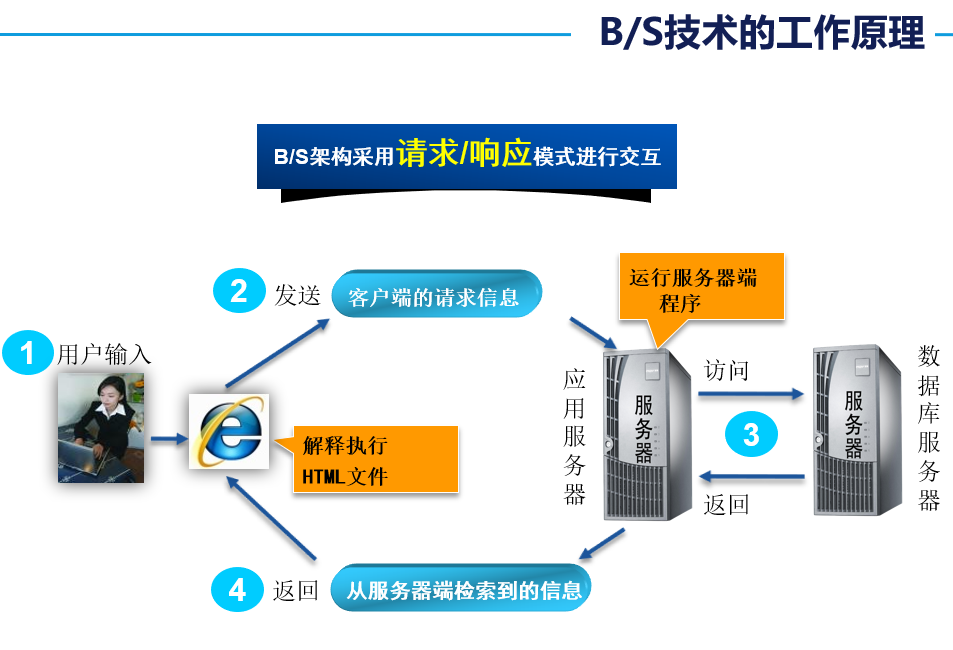 B/S技术的工作原理
B/S架构采用请求/响应模式进行交互
2
发送
客户端的请求信息
运行服务器端
程序
1
用户输入
解释执行
HTML文件
应用服务器
服务器
访问
3
返回
服务器
数据库服务器
4
返回
从服务器端检索到的信息